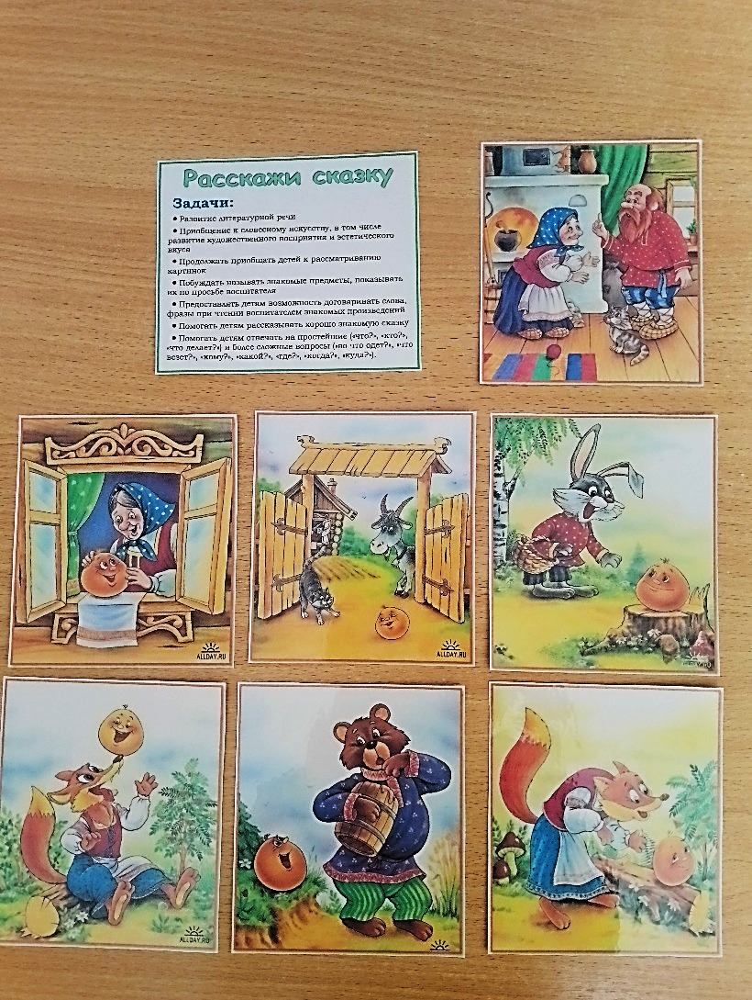 Расскажи сказку
Задачи:
• Развитие литературной речи
• Приобщение к словесному искусству, в том числе
развитие художественного восприятия и эстетического
вкуса
• Продолжать приобщать детей к рассматриванию
картинок
• Побуждать называть знакомые предметы, показывать
их по просьбе воспитателя
• Предоставлять детям возможность договаривать слова,
фразы при чтении воспитателем знакомых произведений
• Помогать детям рассказывать хорошо знакомую сказку
• Помогать детям отвечать на простейшие («что?», «кто?»,
«что делает?») и более сложные вопросы («во что одет?», «что
везет?», «кому?», «какой?», «где?», «когда?», «куда?»).
ALLDAY.RU
ALLDAY.RU
ALLDAY.RU